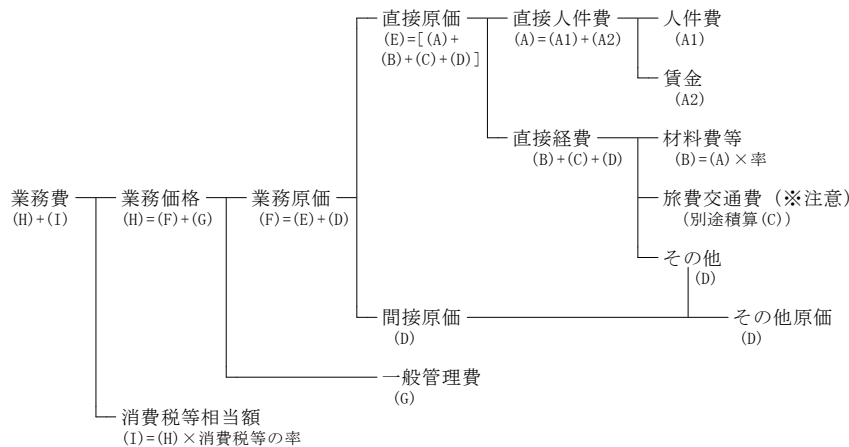 直接原価
(E)=[(A)+
(B)+(C)+(D)]
直接人件費
(A)=(A1)+(A2)
人件費
(A1)
賃金
(A2)
直接経費
(B)+(C)+(D)
材料費等
(B)=(A)×率
業務費
(H)+(I)
業務価格
(H)=(F)+(G)
業務原価
(F)=(E)+(D)
旅費交通費(※注意)
(別途積算(C))
その他
(D)
間接原価
(D)
その他原価
(D)
一般管理費
(G)
消費税等相当額
(I)=(H)×消費税等の率